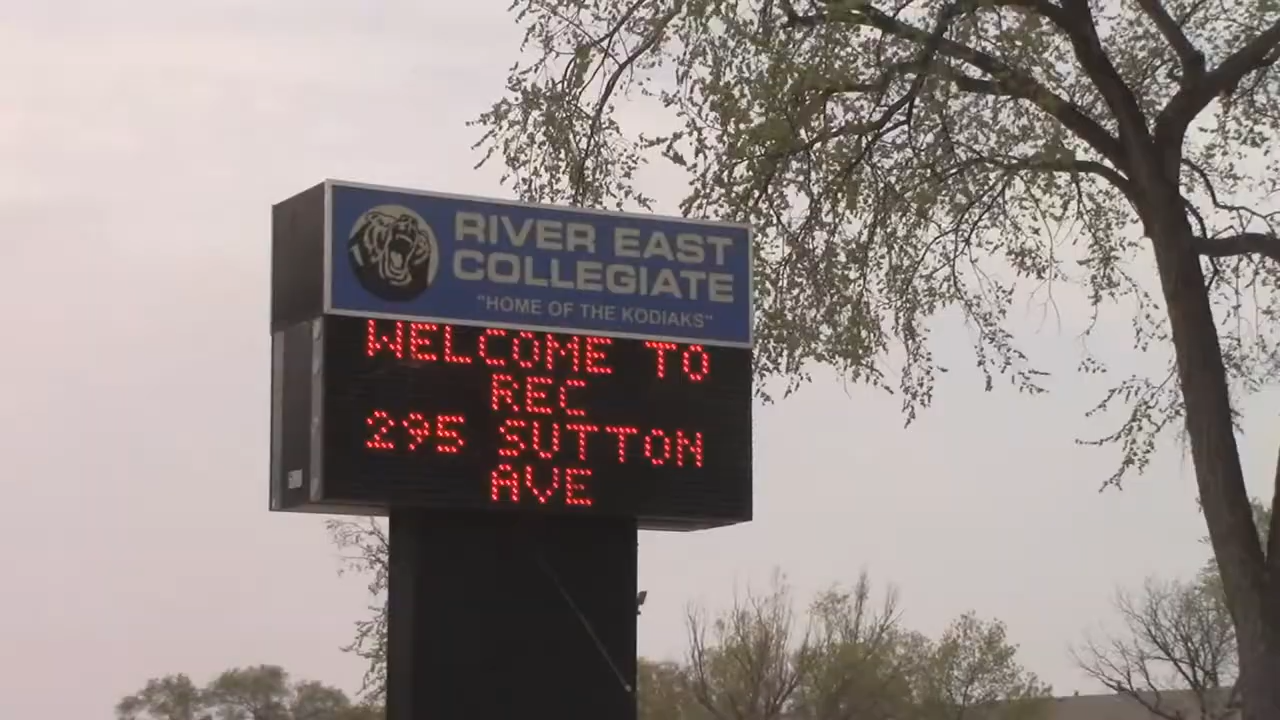 RIVER EAST
COLLEGIATE
"HOME OF THE KODIAKS"
WELCOME TO
REC
295 SUTTON
AVE